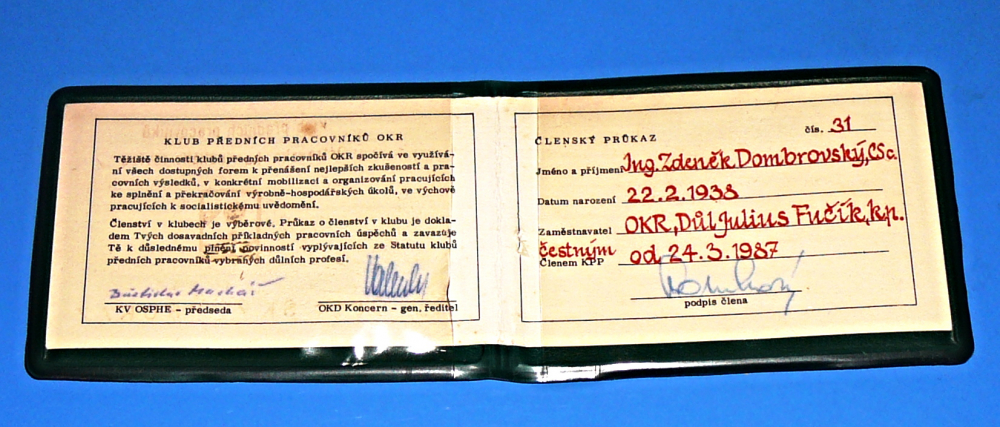 KLUB PŘEDNÍCH PRACOVNÍKŮ OKR
Těžiště činnosti klubů předních pracovníků OKR spočívá ve využívá-
ní všech dostupných forem k přenášení nejlepších zkušeností a pra-
covních výsledků, v konkrétní mobilizaci a organizování pracujících
ke splnění a překračování výrobně-hospodářských úkolů, ve výchově
pracujících k socialistickému uvědomění.
Členství v klubech je výběrové. Průkaz o členství v klubu je dokla-
dem Tvých dosavadních příkladných pracovních úspěchů a zavazuje
Tě k důslednému plnění povinností vyplývajících ze Statutu klubů
předních pracovníků vybraných důlních profesí.
KV OSPHE – předseda
OKD Koncern – gen. ředitel
ČLENSKÝ PRŮKAZ
čís. 31
Jméno a příjmení Ing. Zdeněk Dombrovský, CSc.
Datum narození 22.2.1938
Zaměstnavatel OKR, Důl Julius Fučík, k.p.
čestným
Členem KPP od 24.3.1987
podpis člena